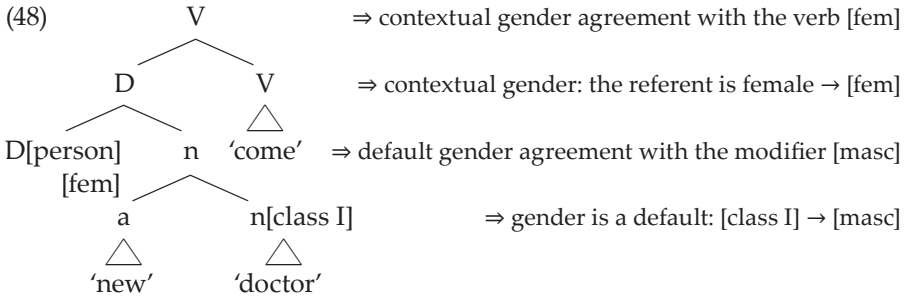 (48) V ⇒ contextual gender agreement with the verb [fem]
D V ⇒ contextual gender: the referent is female → [fem]
D[person] n ‘come’ ⇒ default gender agreement with the modifier [masc]
[fem]
a n[class I] ⇒ gender is a default: [class I] → [masc]
‘new’ ‘doctor’